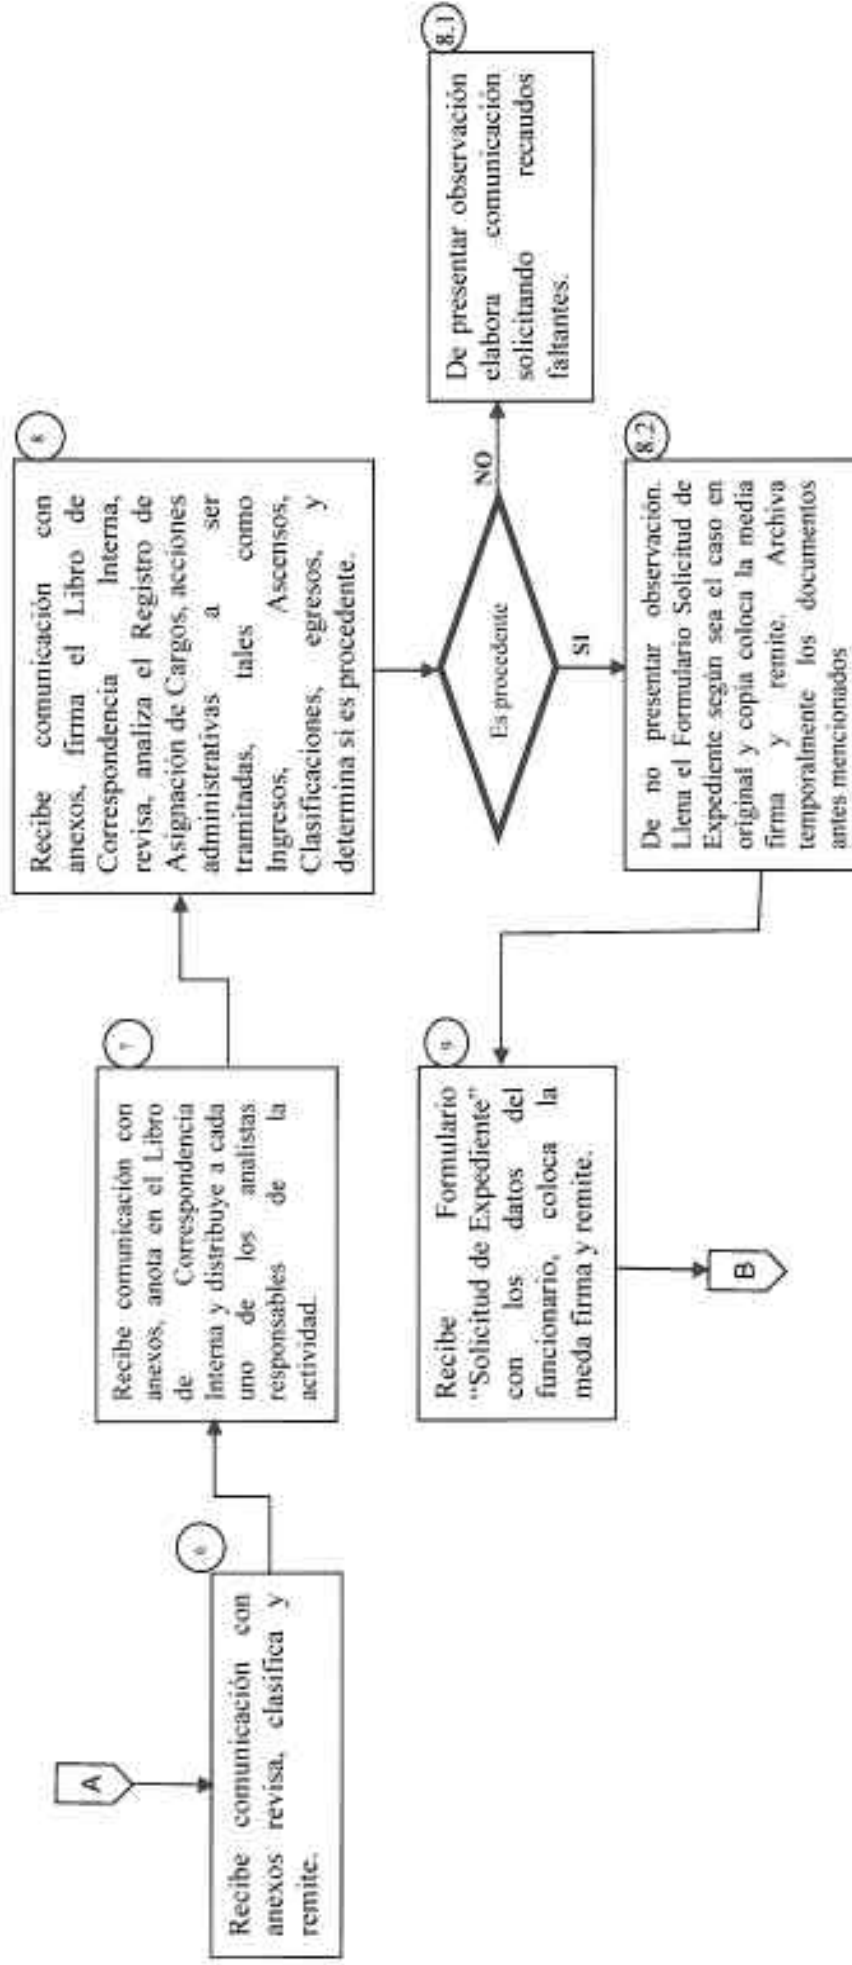 A
6
Recibe comunicación con
anexos revisa, clasifica y
remite.
7
Recibe comunicación con
anexos, anota en el Libro
de Correspondencia
Interna y distribuye a cada
uno de los analistas
responsables de la
actividad.
8
Recibe comunicación con
anexos, firma el Libro de
Correspondencia Interna,
revisa, analiza el Registro de
Asignación de Cargos, acciones
administrativas a ser
tramitadas, tales como
Ingresos, Ascensos,
Clasificaciones, egresos, y
determina si es procedente.
Es procedente
NO
SI
8.1
De presentar observación
elabora comunicación
solicitando recaudos
faltantes.
8.2
De no presentar observación.
Llena el Formulario Solicitud de
Expediente según sea el caso en
original y copia coloca la media
firma y remite. Archiva
temporalmente los documentos
antes mencionados
9
Recibe Formulario
“Solicitud de Expediente”
con los datos del
funcionario, coloca la
meda firma y remite.
B